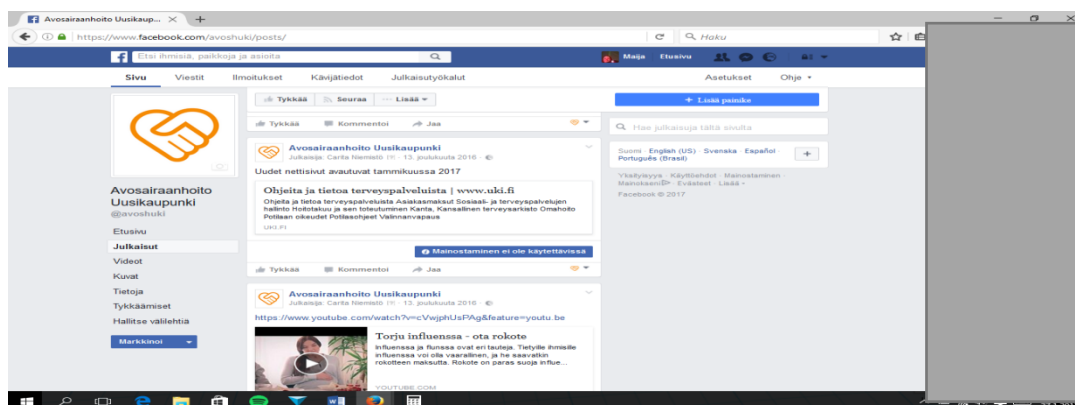 Avosairaanhoito Uusikaup...
https://www.facebook.com/avoshuki/posts/
Haku
Etsi ihmisiä, paikkoja ja asioita
Maija Etusivu
Sivu Viestit Ilmoitukset Kävijätiedot Julkaisutyökalut Asetukset Ohje
Tykkää Seuraa Lisää
+ Lisää painike
Tykkää Kommentoi Jaa
Hae julkaisuja tältä sivulta
Avosairaanhoito Uusikaupunki
Julkaisija: Carita Niemistö [?] · 13. joulukuuta 2016 ·
Uudet nettisivut avautuvat tammikuussa 2017
Ohjeita ja tietoa terveyspalveluista | www.uki.fi
Ohjeita ja tietoa terveyspalveluista Asiakasmaksut Sosiaali- ja terveyspalvelujen
hallinto Hoitotakuu ja sen toteutuminen Kanta, Kansallinen terveysarkisto Omahoito
Potilaan oikeudet Potilasohjeet Valinnanvapaus
UKI.FI
Mainostaminen ei ole käytettävissä
Tykkää Kommentoi Jaa
Avosairaanhoito Uusikaupunki
Julkaisija: Carita Niemistö [?] · 13. joulukuuta 2016 ·
https://www.youtube.com/watch?v=cVwjphUsPAg&feature=youtu.be
Torju influenssa - ota rokote
Influenssa ja flunssa ovat eri tauteja. Tietyille ihmisille
influenssa voi olla vaarallinen, ja he saavatkin
rokotteen maksutta. Rokote on paras suoja influe...
YOUTUBE.COM
Avosairaanhoito
Uusikaupunki
@avoshuki
Etusivu
Julkaisut
Videot
Kuvat
Tietoja
Tykkäämiset
Hallitse välilehtiä
Markkinoi
Suomi · English (US) · Svenska · Español ·
Português (Brasil)
Yksityisyys · Käyttöehdot · Mainostaminen ·
Mainokseni · Evästeet · Lisää
Facebook © 2017